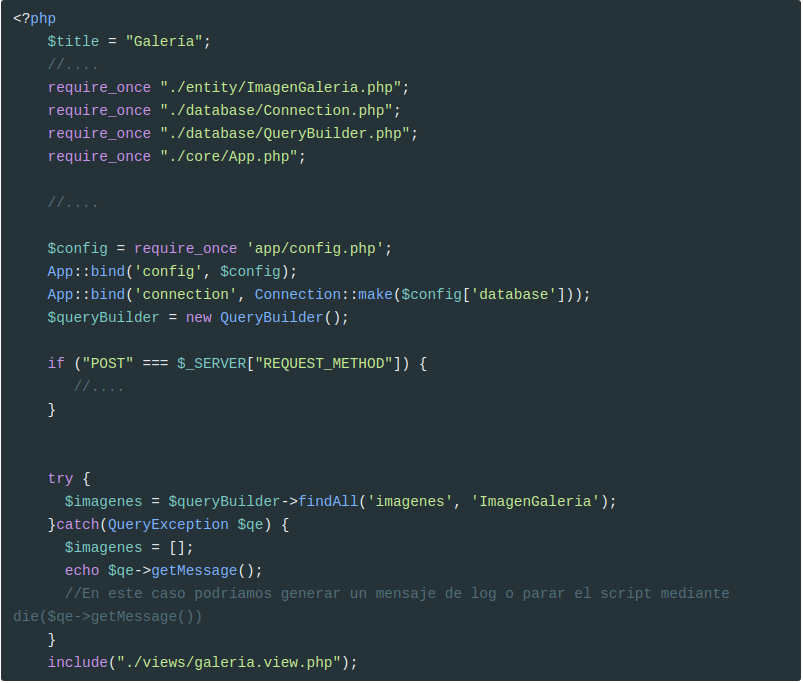 <?php
    $title = "Galería";
    //....
    require_once "./entity/ImagenGaleria.php";
    require_once "./database/Connection.php";
    require_once "./database/QueryBuilder.php";
    require_once "./core/App.php";

    //....

    $config = require_once 'app/config.php';
    App::bind('config', $config);
    App::bind('connection', Connection::make($config['database']));
    $queryBuilder = new QueryBuilder();

    if ("POST" === $_SERVER["REQUEST_METHOD"]) {
       //....
    }


    try {
      $imagenes = $queryBuilder->findAll('imagenes', 'ImagenGaleria');
    }catch(QueryException $qe) {
      $imagenes = [];
      echo $qe->getMessage();
      //En este caso podríamos generar un mensaje de log o parar el script mediante
die($qe->getMessage())
    }
    include("./views/galeria.view.php");